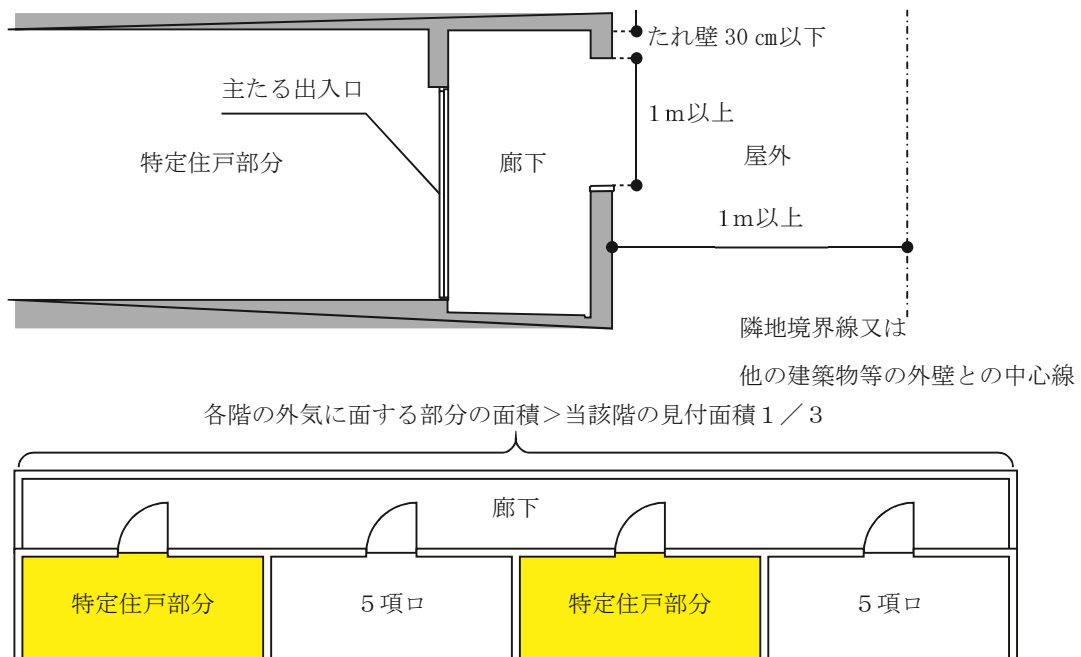 たれ壁 30 ㎝以下
主たる出入口
1m以上
特定住戸部分
廊下
屋外
1m以上
隣地境界線又は
他の建築物等の外壁との中心線
各階の外気に面する部分の面積＞当該階の見付面積１／３
廊下
特定住戸部分
５項ロ
特定住戸部分
５項ロ